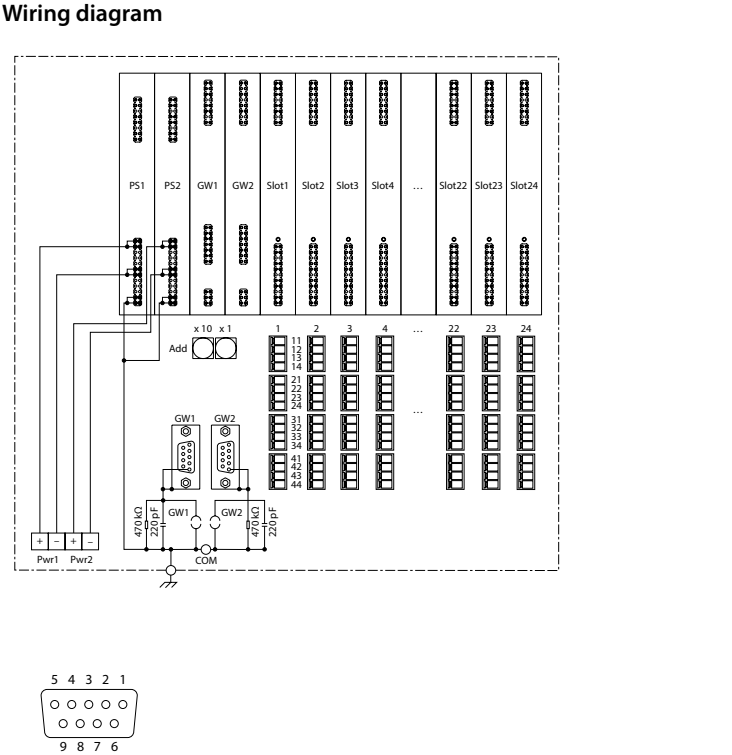 Wiring diagram
PS1 PS2 GW1 GW2 Slot1 Slot2 Slot3 Slot4 ... Slot22 Slot23 Slot24
x 10 x 1
Add
1 2 3 4 ... 22 23 24
11
12
13
14
21
22
23
24
...
31
32
33
34
41
42
43
44
GW1 GW2
470 kΩ
220 pF
GW1 GW2
470 kΩ
220 pF
+ – + –
Pwr1 Pwr2
COM
5 4 3 2 1
9 8 7 6